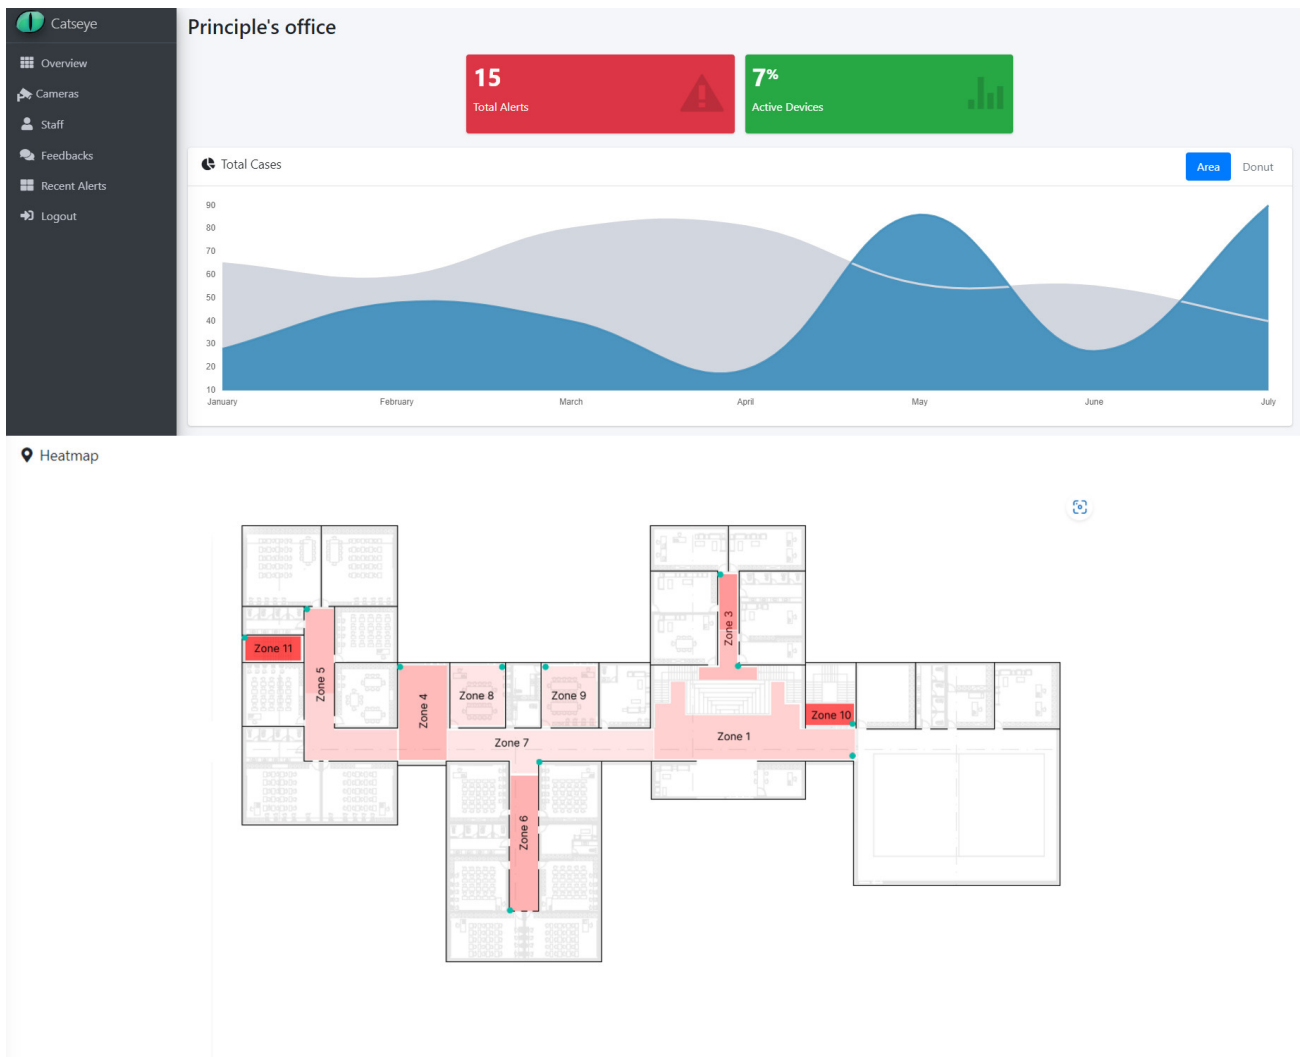 Catseye
Overview
Cameras
Staff
Feedbacks
Recent Alerts
Logout
Principle's office
15
Total Alerts
7%
Active Devices
Total Cases
Area
Donut
90
80
70
60
50
40
30
20
10
January
February
March
April
May
June
July
Heatmap
Zone 11
Zone 5
Zone 4
Zone 8
Zone 9
Zone 7
Zone 6
Zone 3
Zone 10
Zone 1